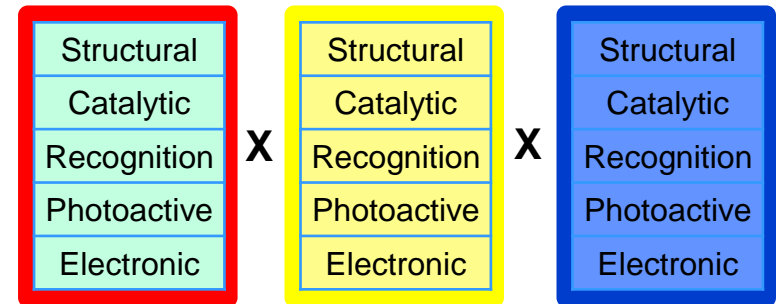 Structural
Catalytic
Recognition
Photoactive
Electronic
X
Structural
Catalytic
Recognition
Photoactive
Electronic
X
Structural
Catalytic
Recognition
Photoactive
Electronic